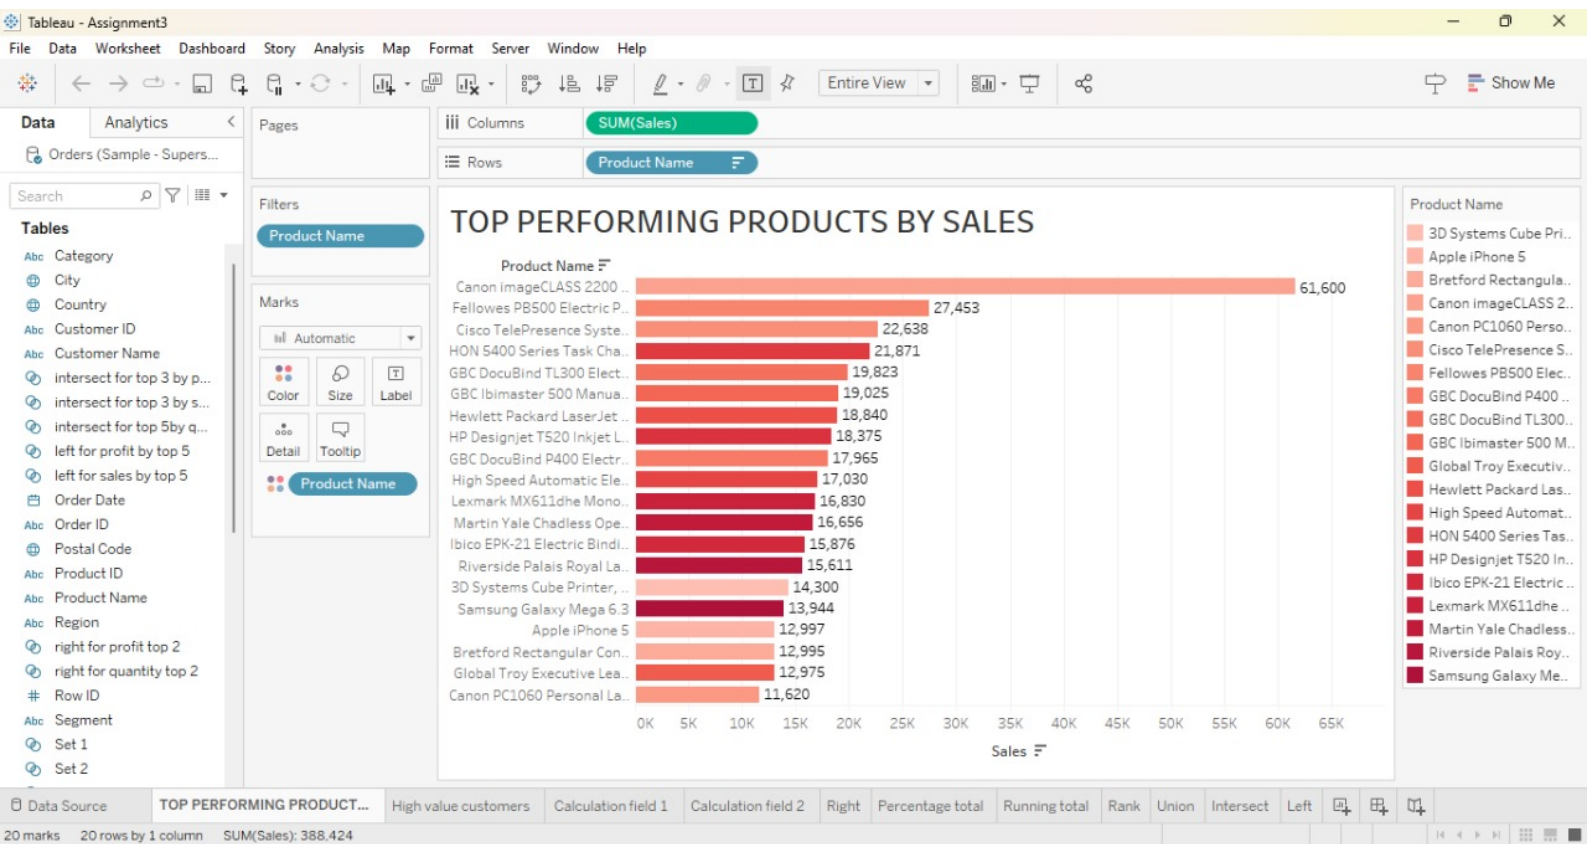 Tableau - Assignment3
File Data Worksheet Dashboard Story Analysis Map Format Server Window Help
Entire View
Show Me
Data Analytics
Orders (Sample - Supers...
Search
Tables
Abc Category
City
Country
Abc Customer ID
Abc Customer Name
intersect for top 3 by p...
intersect for top 3 by s...
intersect for top 5by q...
left for profit by top 5
left for sales by top 5
Order Date
Abc Order ID
Postal Code
Abc Product ID
Abc Product Name
Abc Region
right for profit top 2
right for quantity top 2
# Row ID
Abc Segment
Set 1
Set 2
Pages
Filters
Product Name
Marks
Automatic
Color Size Label
Detail Tooltip
Product Name
Columns SUM(Sales)
Rows Product Name
TOP PERFORMING PRODUCTS BY SALES
Product Name
Canon imageCLASS 2200 .. 61,600
Fellowes PB500 Electric P.. 27,453
Cisco TelePresence Syste.. 22,638
HON 5400 Series Task Cha.. 21,871
GBC DocuBind TL300 Elect.. 19,823
GBC Ibimaster 500 Manua.. 19,025
Hewlett Packard LaserJet .. 18,840
HP Designjet T520 Inkjet L.. 18,375
GBC DocuBind P400 Electr.. 17,965
High Speed Automatic Ele.. 17,030
Lexmark MX611dhe Mono.. 16,830
Martin Yale Chadless Ope.. 16,656
Ibico EPK-21 Electric Bindi.. 15,876
Riverside Palais Royal La.. 15,611
3D Systems Cube Printer, .. 14,300
Samsung Galaxy Mega 6.3 13,944
Apple iPhone 5 12,997
Bretford Rectangular Con.. 12,995
Global Troy Executive Lea.. 12,975
Canon PC1060 Personal La.. 11,620
0K 5K 10K 15K 20K 25K 30K 35K 40K 45K 50K 55K 60K 65K
Sales
Product Name
3D Systems Cube Pri..
Apple iPhone 5
Bretford Rectangula..
Canon imageCLASS 2..
Canon PC1060 Perso..
Cisco TelePresence S..
Fellowes PB500 Elec..
GBC DocuBind P400 ..
GBC DocuBind TL300..
GBC Ibimaster 500 M..
Global Troy Executiv..
Hewlett Packard Las..
High Speed Automat..
HON 5400 Series Tas..
HP Designjet T520 In..
Ibico EPK-21 Electric ..
Lexmark MX611dhe ..
Martin Yale Chadless..
Riverside Palais Roy..
Samsung Galaxy Me..
Data Source TOP PERFORMING PRODUCT... High value customers Calculation field 1 Calculation field 2 Right Percentage total Running total Rank Union Intersect Left
20 marks 20 rows by 1 column SUM(Sales): 388,424